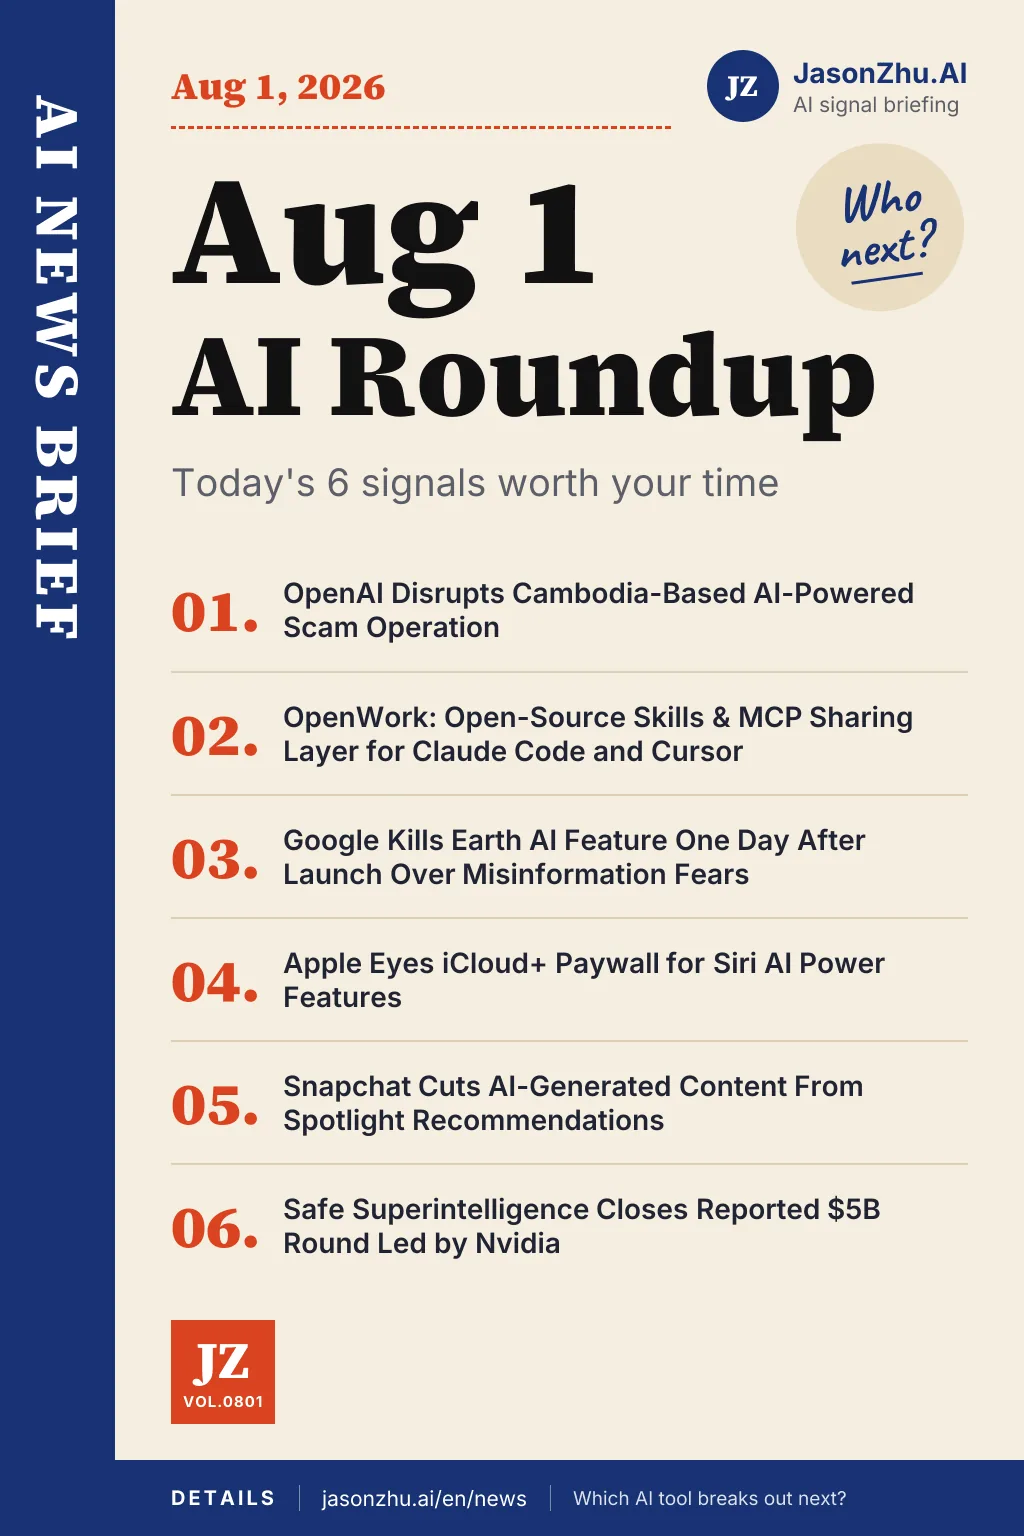 AI NEWS BRIEF
Aug 1, 2026
JZ
JasonZhu.AI
AI signal briefing
Who
next?
Aug 1
AI Roundup
Today's 6 signals worth your time
01.
OpenAI Disrupts Cambodia-Based AI-Powered
Scam Operation
02.
OpenWork: Open-Source Skills & MCP Sharing
Layer for Claude Code and Cursor
03.
Google Kills Earth AI Feature One Day After
Launch Over Misinformation Fears
04.
Apple Eyes iCloud+ Paywall for Siri AI Power
Features
05.
Snapchat Cuts AI-Generated Content From
Spotlight Recommendations
06.
Safe Superintelligence Closes Reported $5B
Round Led by Nvidia
JZ
VOL.0801
DETAILS
jasonzhu.ai/en/news
Which AI tool breaks out next?